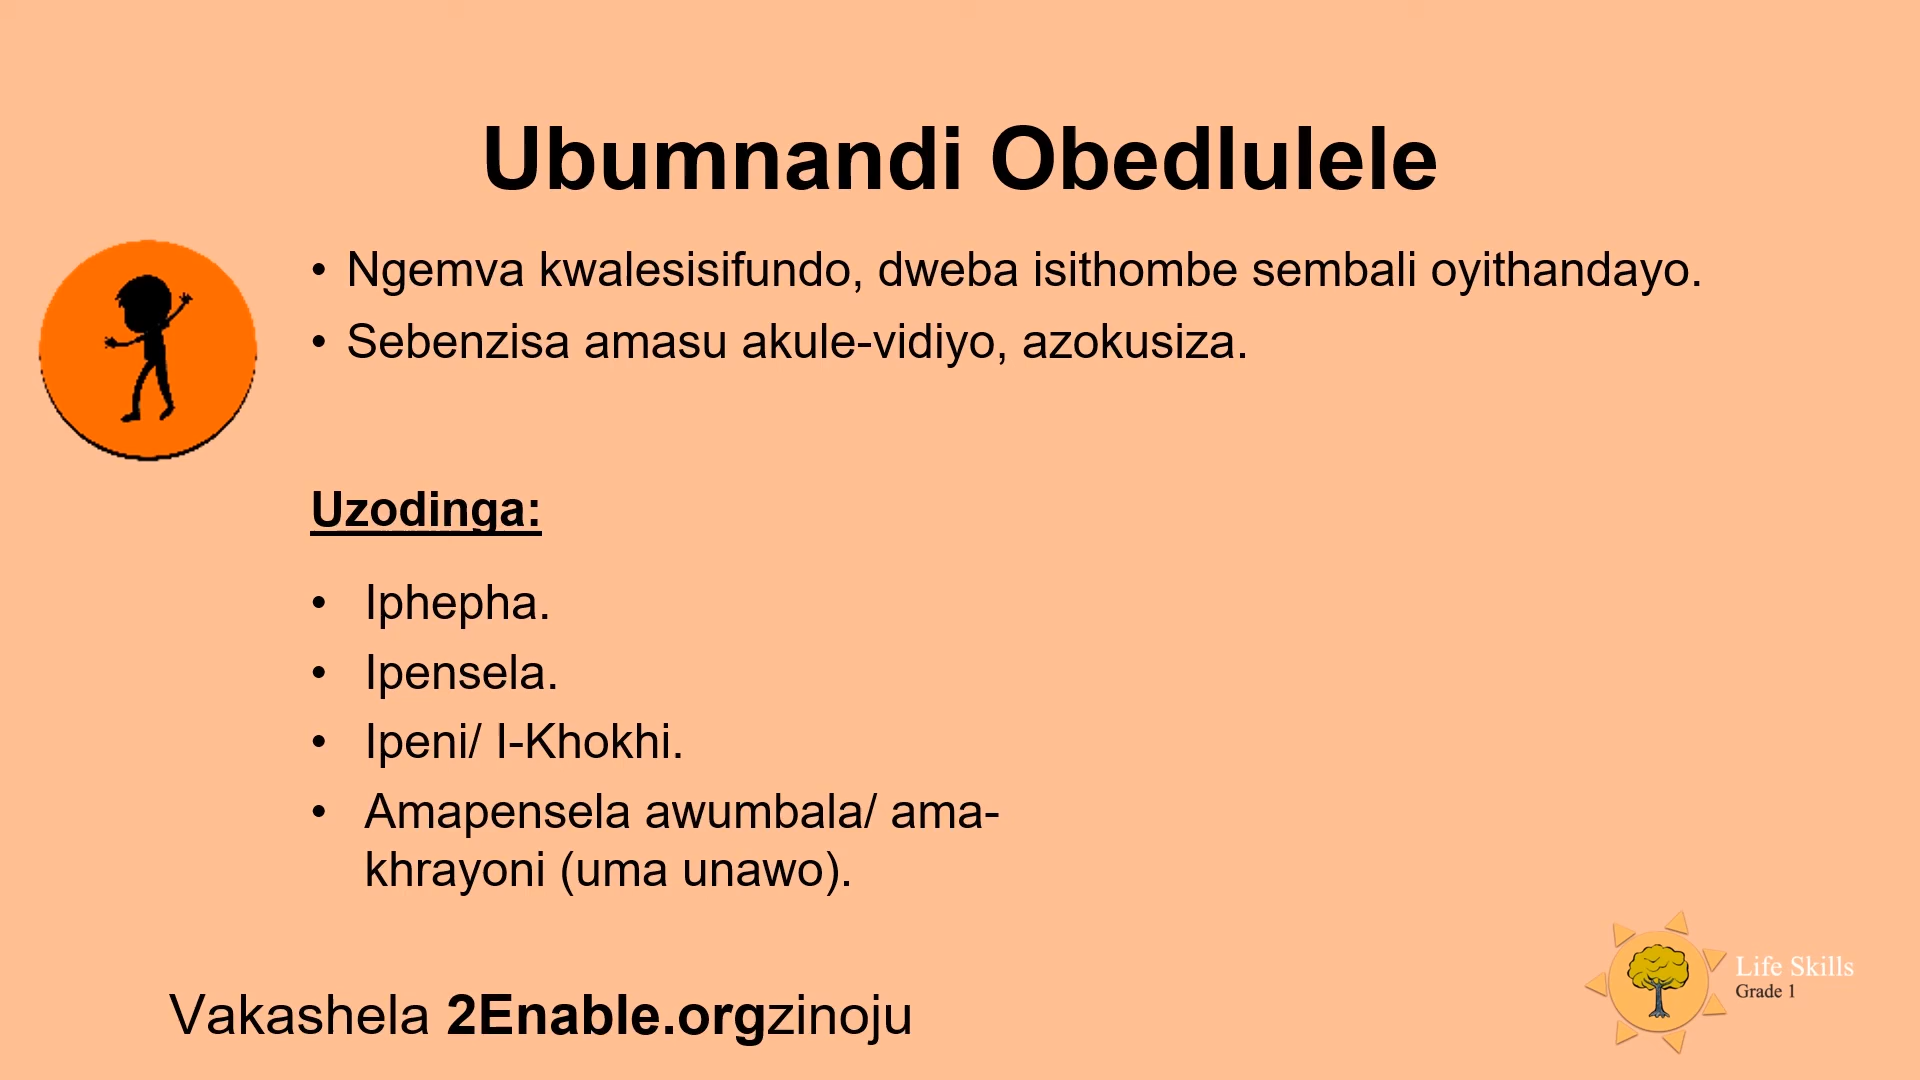 Ubumnandi Obedlulele
• Ngemva kwalesisifundo, dweba isithombe sembali oyithandayo.
• Sebenzisa amasu akule-vidiyo, azokusiza.
Uzodinga:
• Iphepha.
• Ipensela.
• Ipeni/ I-Khokhi.
• Amapensela awumbala/ ama-
khrayoni (uma unawo).
Vakashela 2Enable.orgzinoju
Life Skills
Grade 1